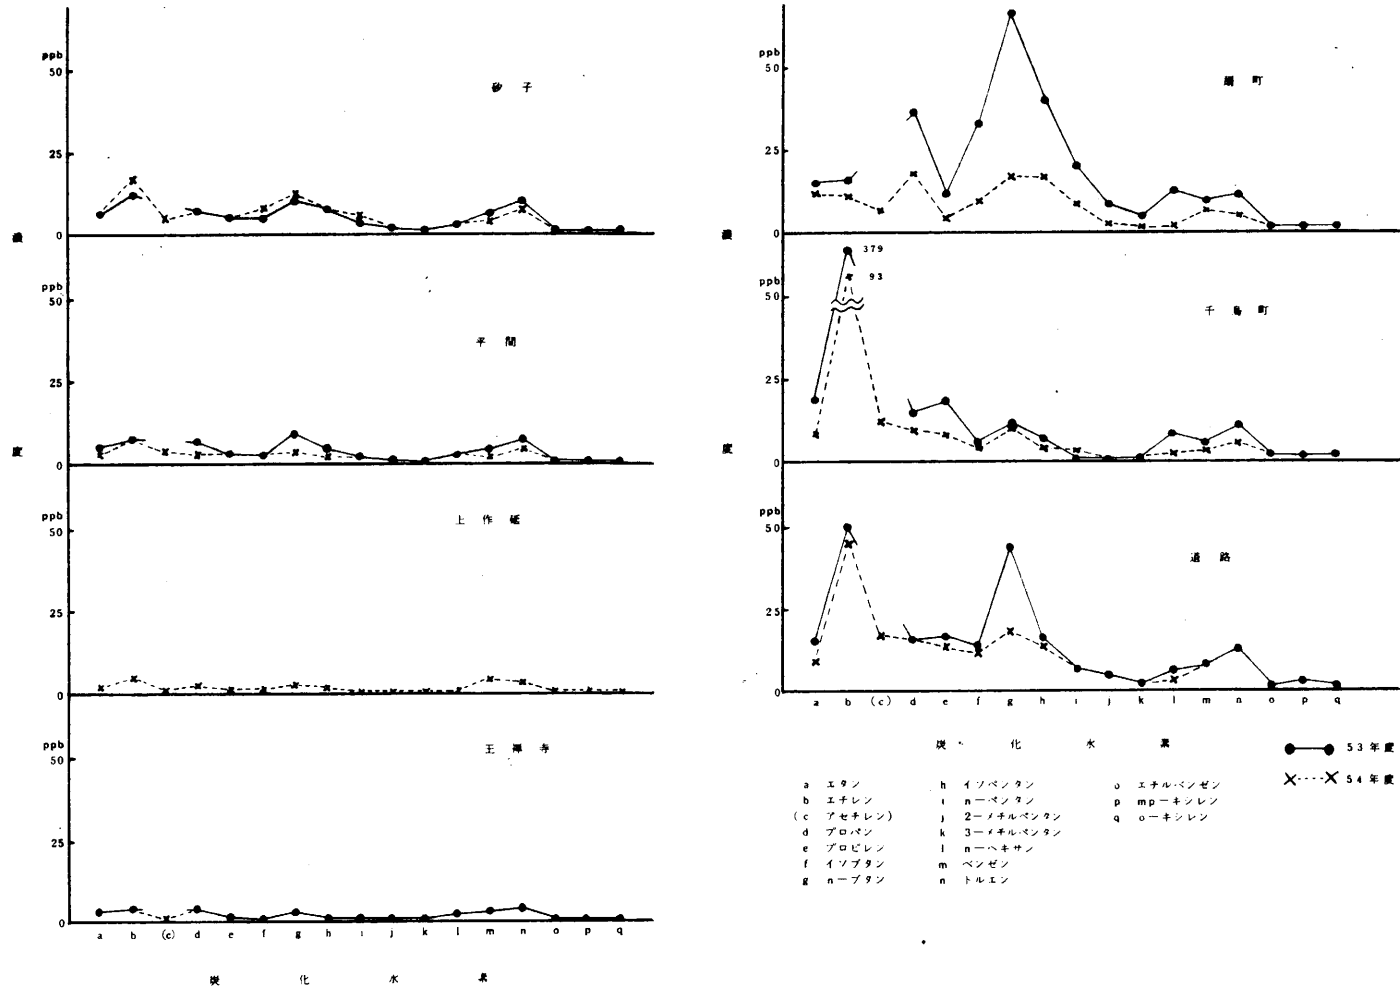 ppb
50
砂子
25
0
濃
ppb
50
平間
25
度
0
ppb
50
上作延
25
0
ppb
50
王禅寺
25
0
a b (c) d e f g h i j k l m n o p q
炭化水素
ppb
50
町
25
0
濃
379
ppb
93
50
千鳥町
25
度
0
ppb
50
道路
25
0
a b (c) d e f g h i j k l m n o p q
炭化水素
53年度
54年度
a エタン
b エチレン
(c アセチレン)
d プロパン
e プロピレン
f イソブタン
g n-ブタン
h イソペンタン
i n-ペンタン
j 2-メチルペンタン
k 3-メチルペンタン
l n-ヘキサン
m ベンゼン
n トルエン
o エチルベンゼン
p mp-キシレン
q o-キシレン